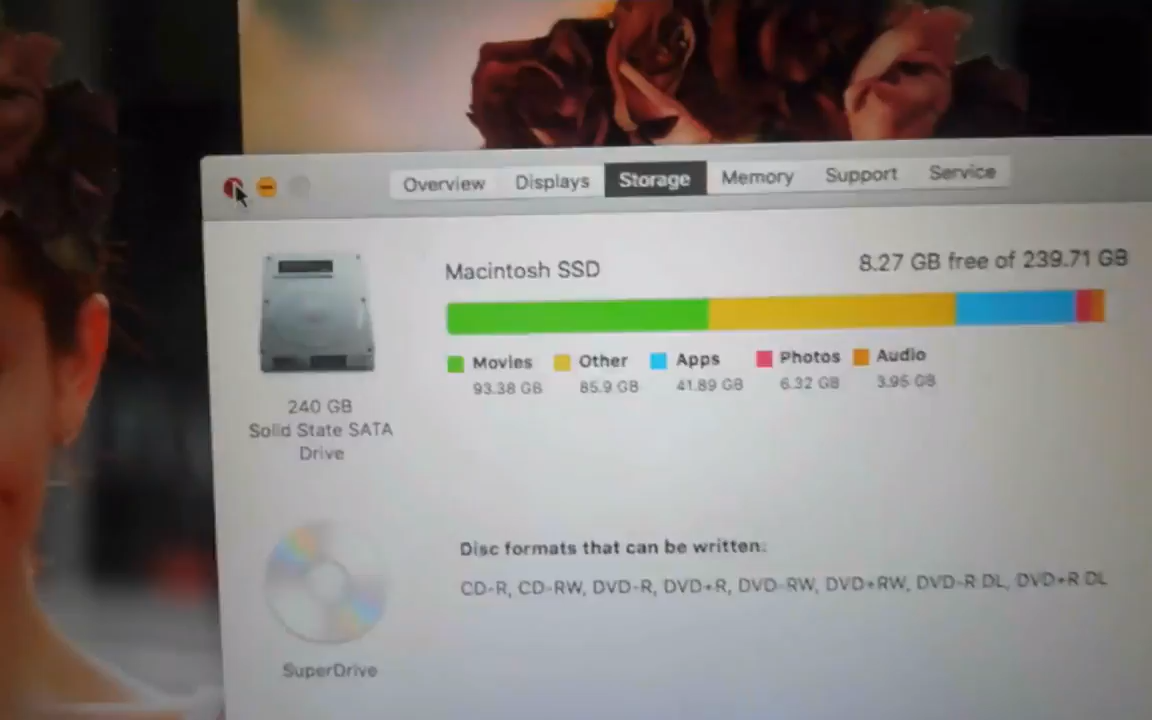 Overview Displays Storage Memory Support Service
Macintosh SSD
8.27 GB free of 239.71 GB
Movies Other Apps Photos Audio
93.38 GB 85.9 GB 41.89 GB 6.32 GB 3.95 GB
240 GB
Solid State SATA
Drive
Disc formats that can be written:
CD-R, CD-RW, DVD-R, DVD+R, DVD-RW, DVD+RW, DVD-R DL, DVD+R DL
SuperDrive